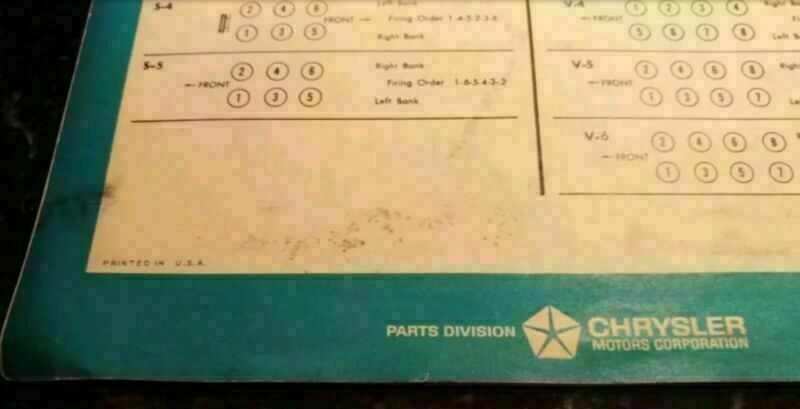 S-4 2 4 6 Left Bank
FRONT → Firing Order 1-4-5-2-3-6
1 3 5 Right Bank
S-5 2 4 6 Right Bank
← FRONT Firing Order 1-6-5-4-3-2
1 3 5 Left Bank
V-4 1 2 3 4
← FRONT
5 6 7 8
V-5 2 4 6 8
← FRONT
1 3 5 7
V-6 2 4 6 8
← FRONT
1 3 5 7
PRINTED IN U.S.A.
PARTS DIVISION CHRYSLER
MOTORS CORPORATION